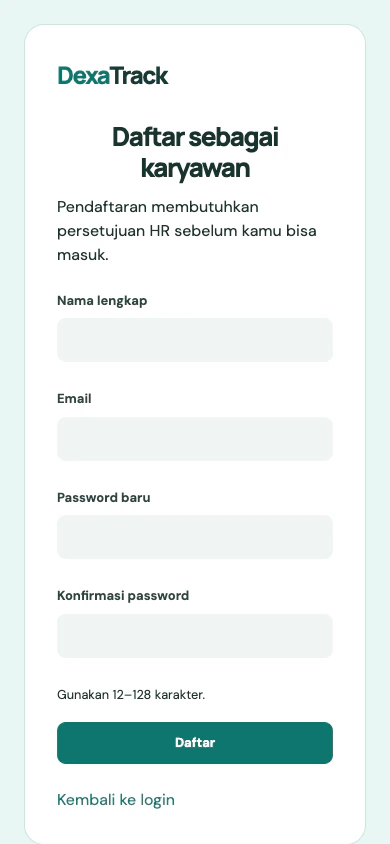 DexaTrack
Daftar sebagai
karyawan
Pendaftaran membutuhkan
persetujuan HR sebelum kamu bisa
masuk.
Nama lengkap
Email
Password baru
Konfirmasi password
Gunakan 12–128 karakter.
Daftar
Kembali ke login